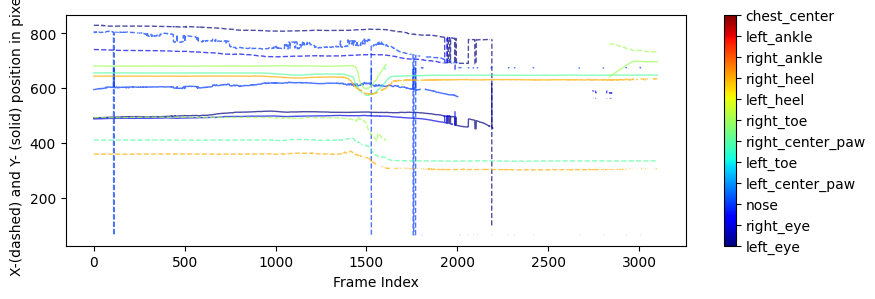 X-(dashed) and Y- (solid) position in pixe
800
600
400
200
0
500
1000
1500
2000
2500
3000
Frame Index
chest_center
left_ankle
right_ankle
right_heel
left_heel
right_toe
right_center_paw
left_toe
left_center_paw
nose
right_eye
left_eye